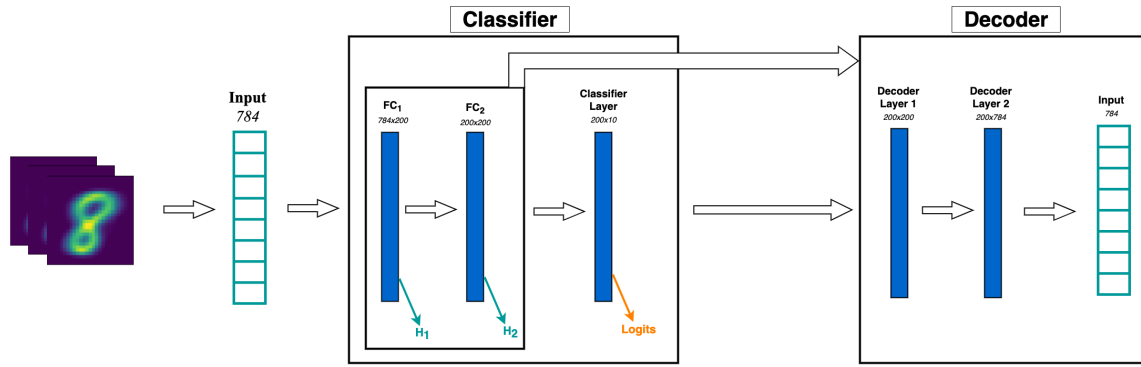 Classifier
Decoder
Input
784
FC1
784x200
FC2
200x200
Classifier
Layer
200x10
H1
H2
Logits
Decoder
Layer 1
200x200
Decoder
Layer 2
200x784
Input
784